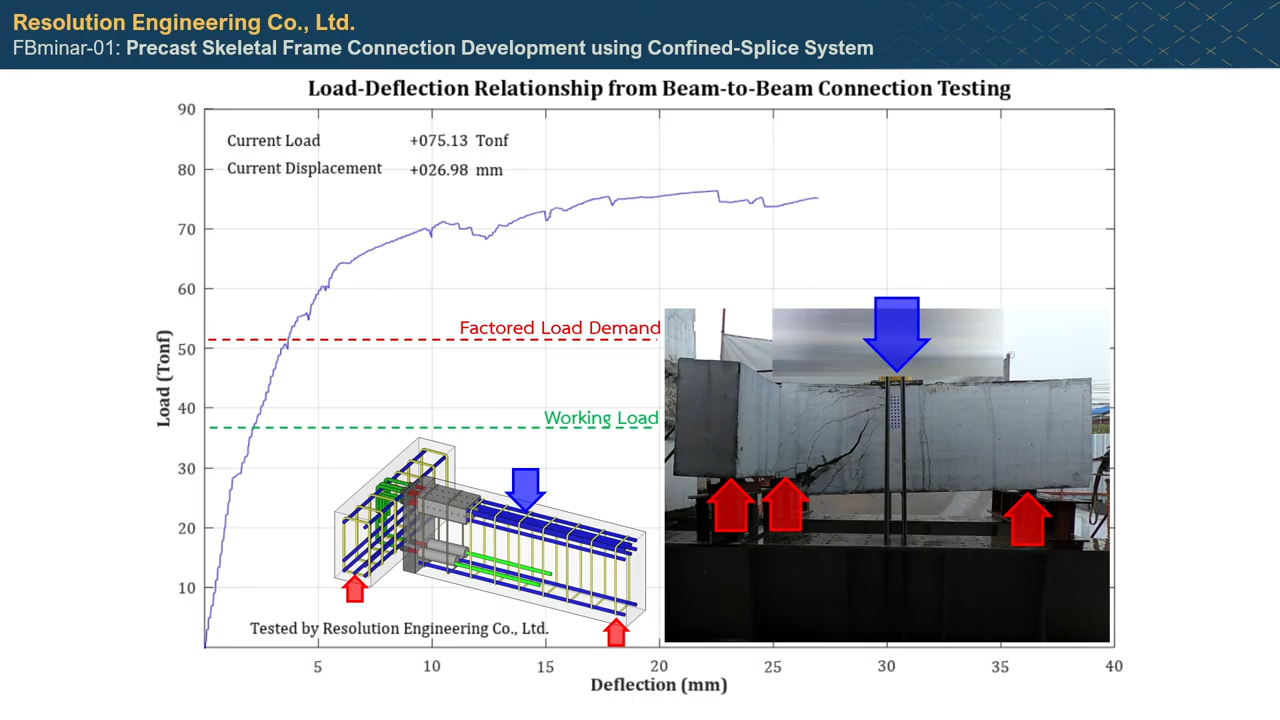 Resolution Engineering Co., Ltd.
FBminar-01: Precast Skeletal Frame Connection Development using Confined-Splice System
Load-Deflection Relationship from Beam-to-Beam Connection Testing
90
Current Load +075.13 Tonf
Current Displacement +026.98 mm
80
70
60
Factored Load Demand
50
Load (Tonf)
40
Working Load
30
20
10
Tested by Resolution Engineering Co., Ltd.
5 10 15 20 25 30 35 40
Deflection (mm)